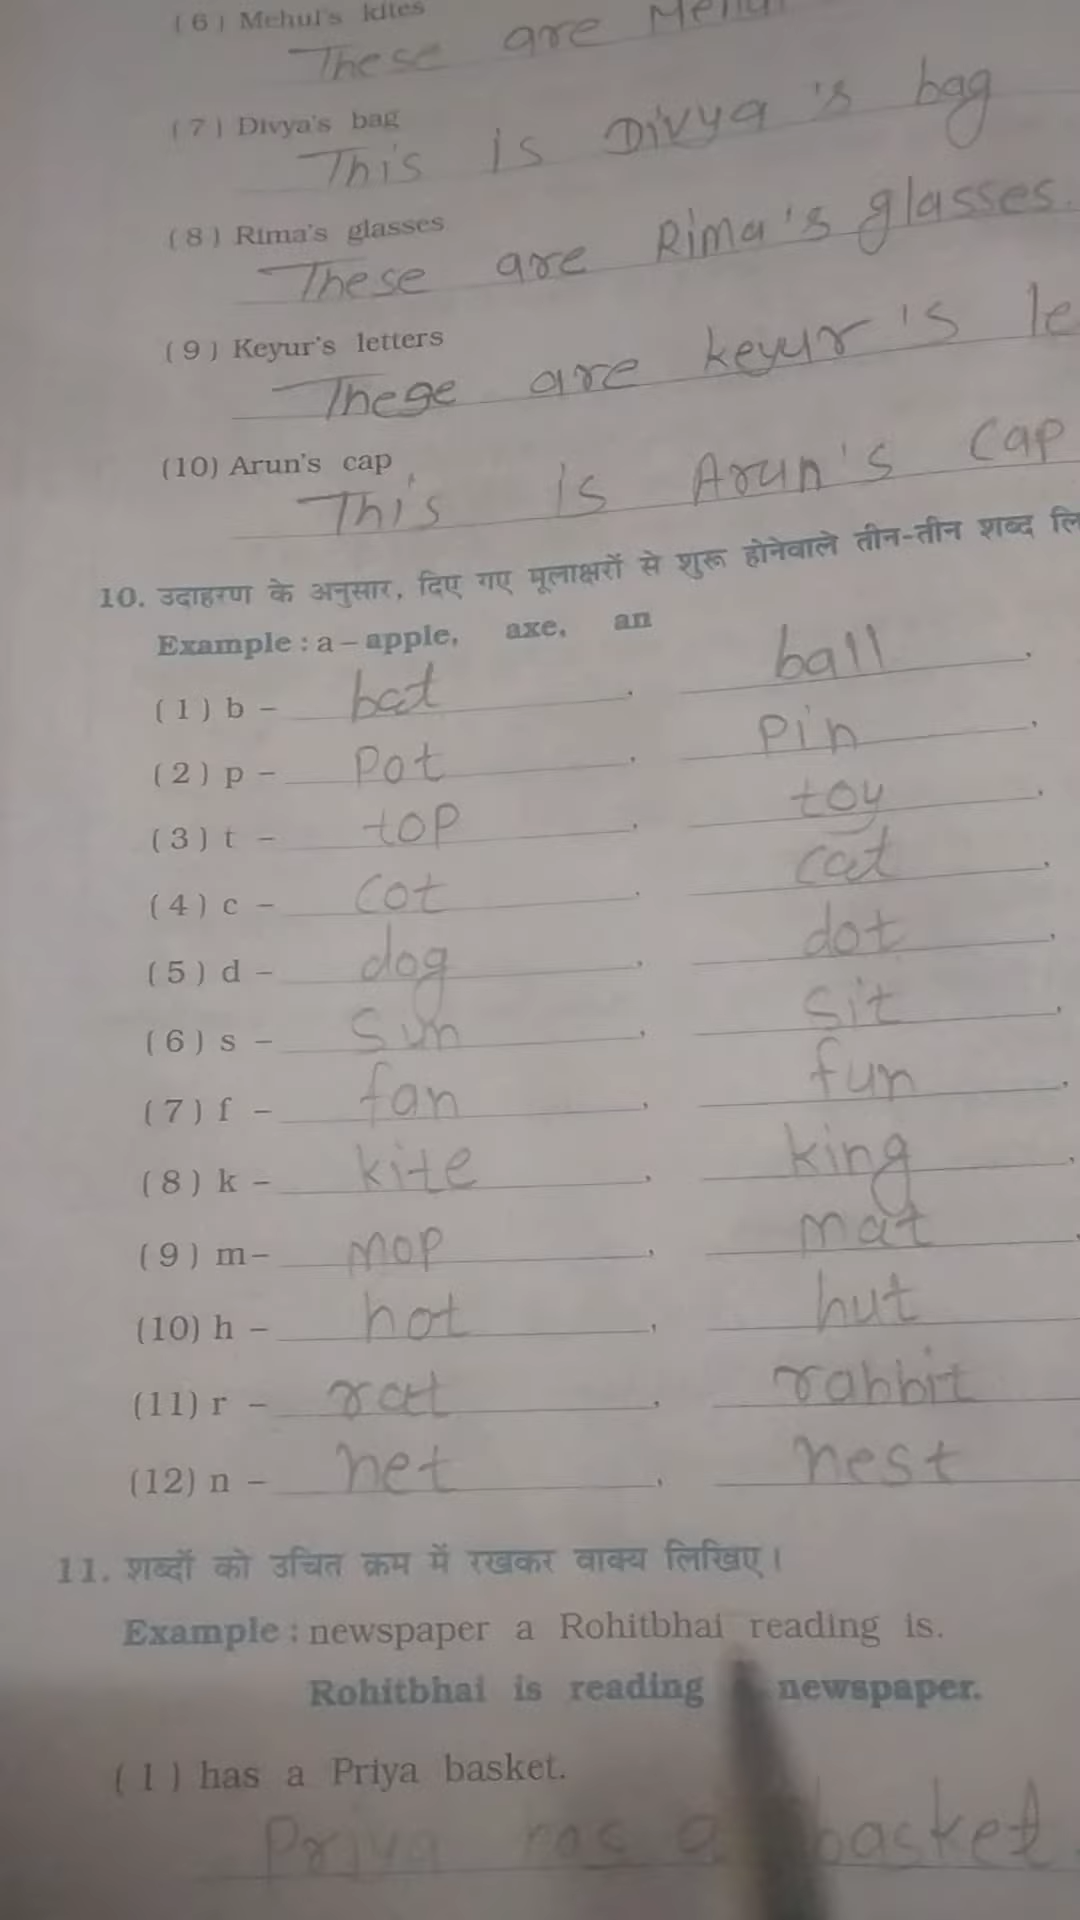 (6) Mehul's kites
These are
(7) Divya's bag
This is Divya's bag
(8) Rima's glasses
These are Rima's glasses.
(9) Keyur's letters
These are keyur's le
(10) Arun's cap
This is Arun's cap
10. उदाहरण के अनुसार, दिए गए मूलाक्षरों से शुरू होनेवाले तीन-तीन शब्द लि
Example : a – apple, axe, an
(1) b – bat, ball,
(2) p – pot, pin,
(3) t – top, toy,
(4) c – cot, cat,
(5) d – dog, dot,
(6) s – sun, sit,
(7) f – fan, fun,
(8) k – kite, king,
(9) m– mop, mat,
(10) h – hot, hut
(11) r – rat, rabbit
(12) n – net, nest
11. शब्दों को उचित क्रम में रखकर वाक्य लिखिए।
Example : newspaper a Rohitbhai reading is.
Rohitbhai is reading newspaper.
(1) has a Priya basket.
Priya has a basket.